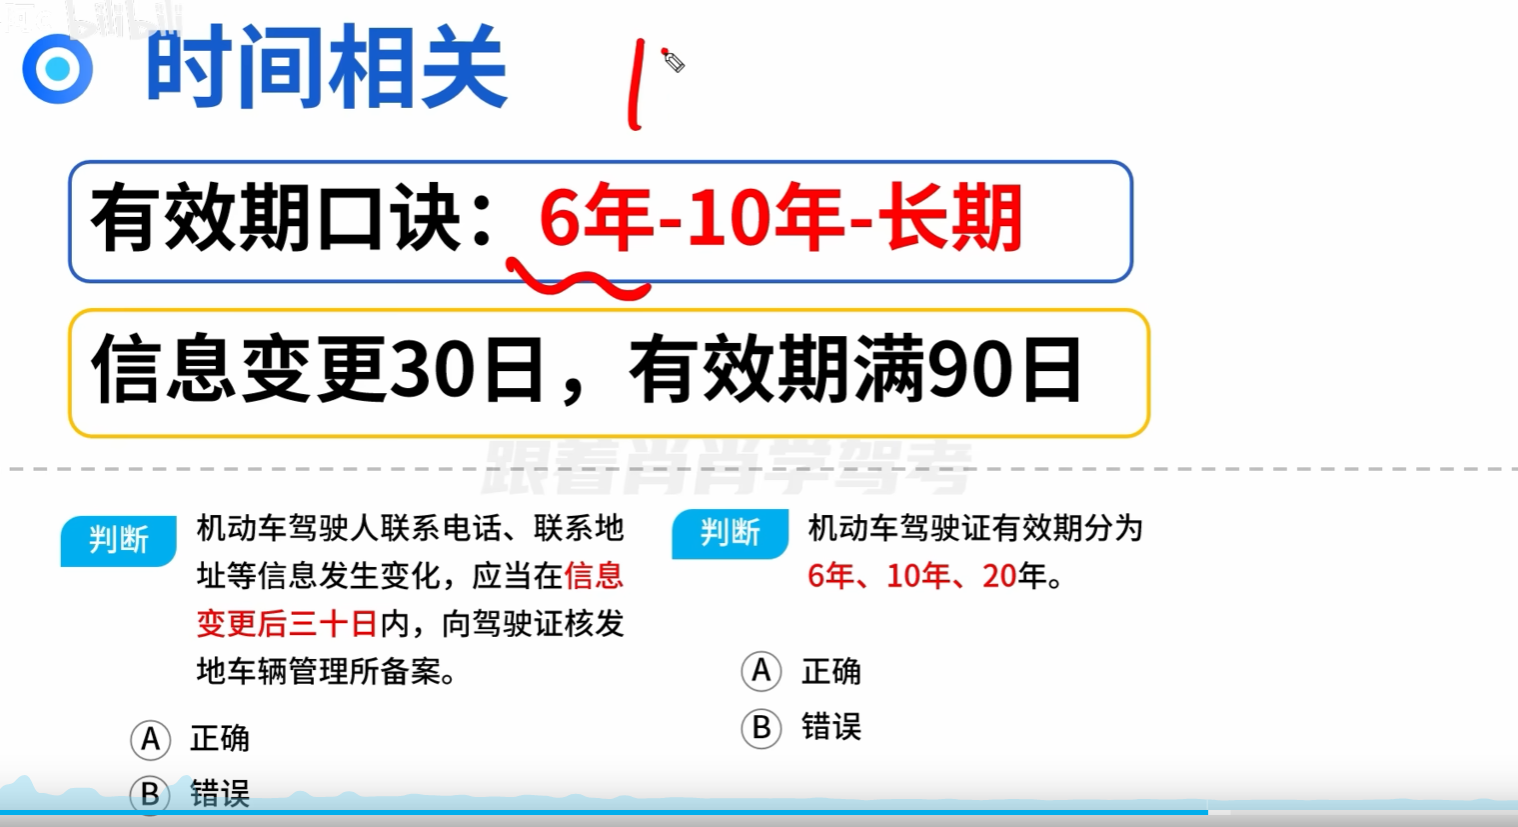 bilibili
时间相关
有效期口诀：6年-10年-长期
信息变更30日，有效期满90日
跟着肖肖学驾考
判断
机动车驾驶人联系电话、联系地
址等信息发生变化，应当在信息
变更后三十日内，向驾驶证核发
地车辆管理所备案。
A 正确
B 错误
判断
机动车驾驶证有效期分为
6年、10年、20年。
A 正确
B 错误